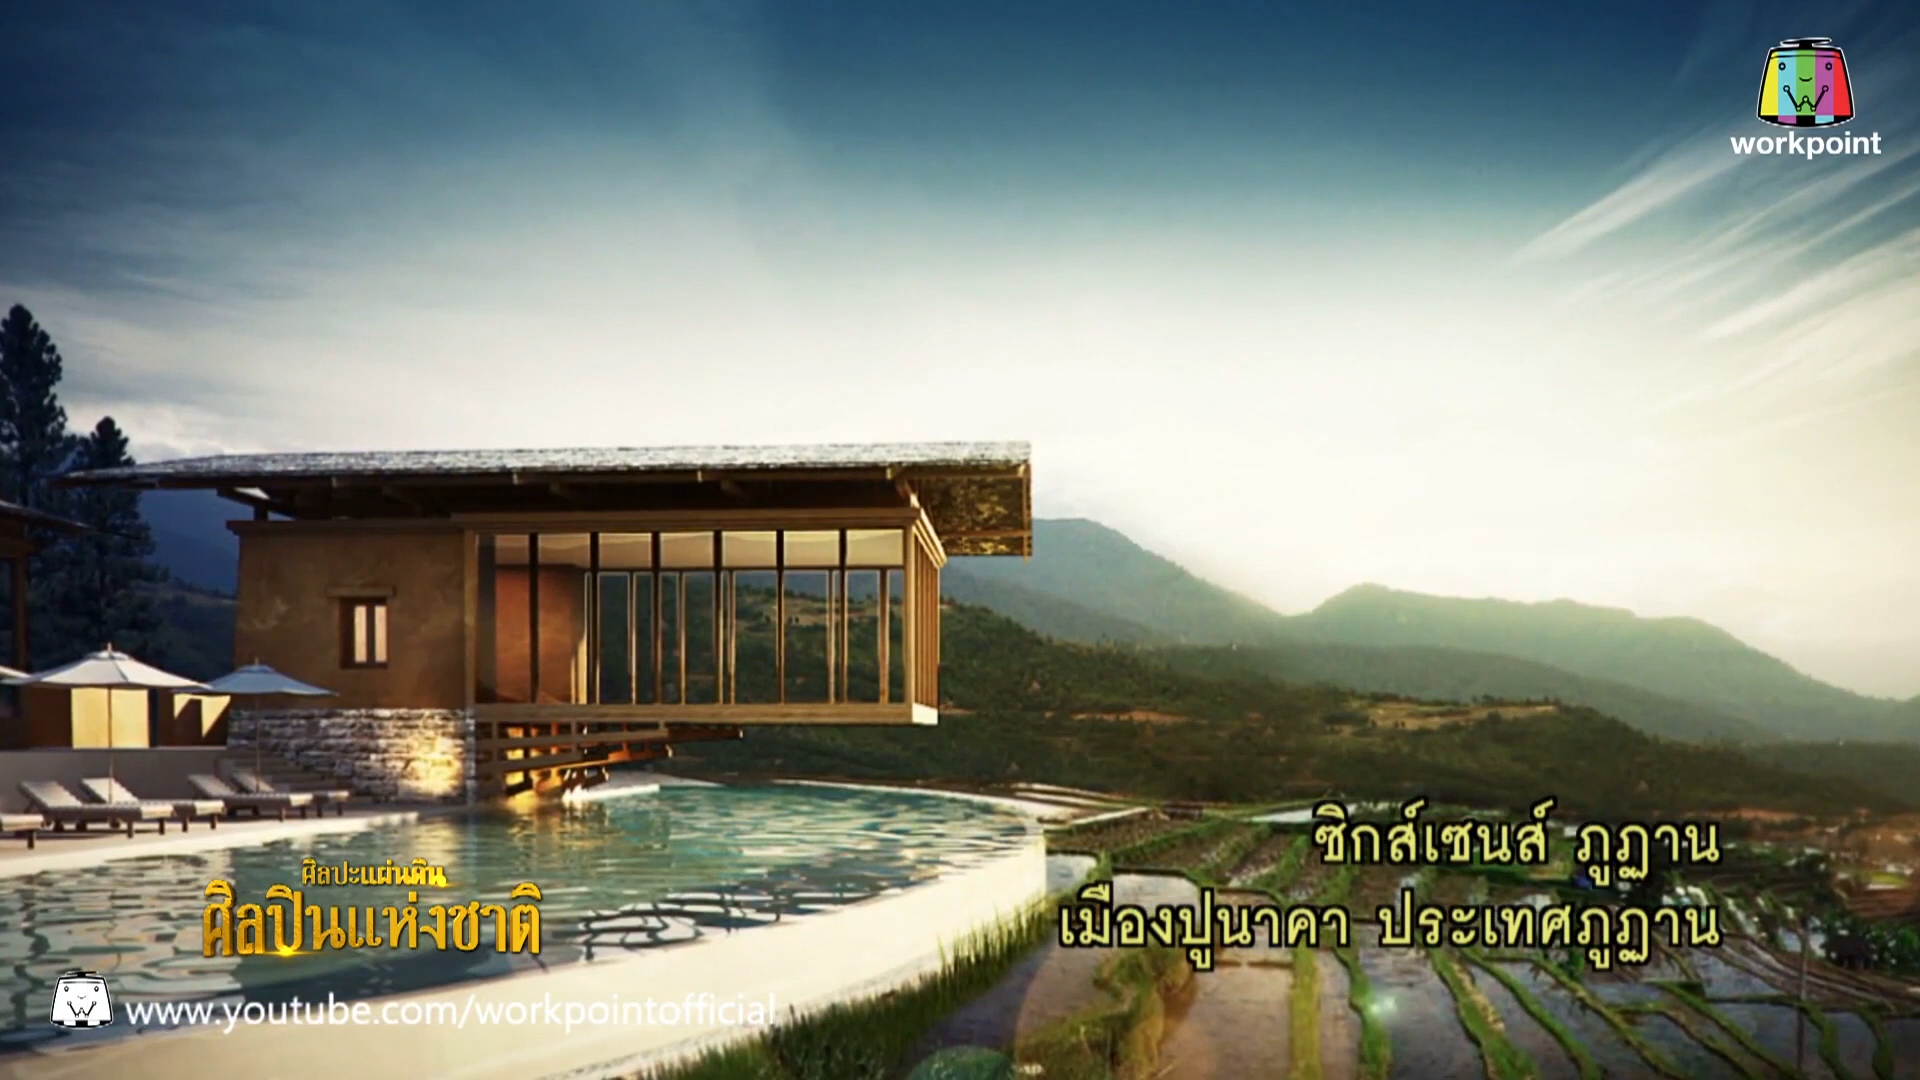 workpoint
ซิกส์เซนส์ ภูฏาน
ศิลปะแผ่นดิน
ศิลปินแห่งชาติ
เมืองปูนาคา ประเทศภูฏาน
www.youtube.com/workpointofficial